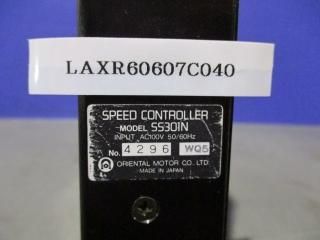 LAXR60607C040
SPEED CONTROLLER
MODEL SS301N
INPUT AC100V 50/60Hz
No. 4296 WQ5
ORIENTAL MOTOR CO. LTD.
MADE IN JAPAN